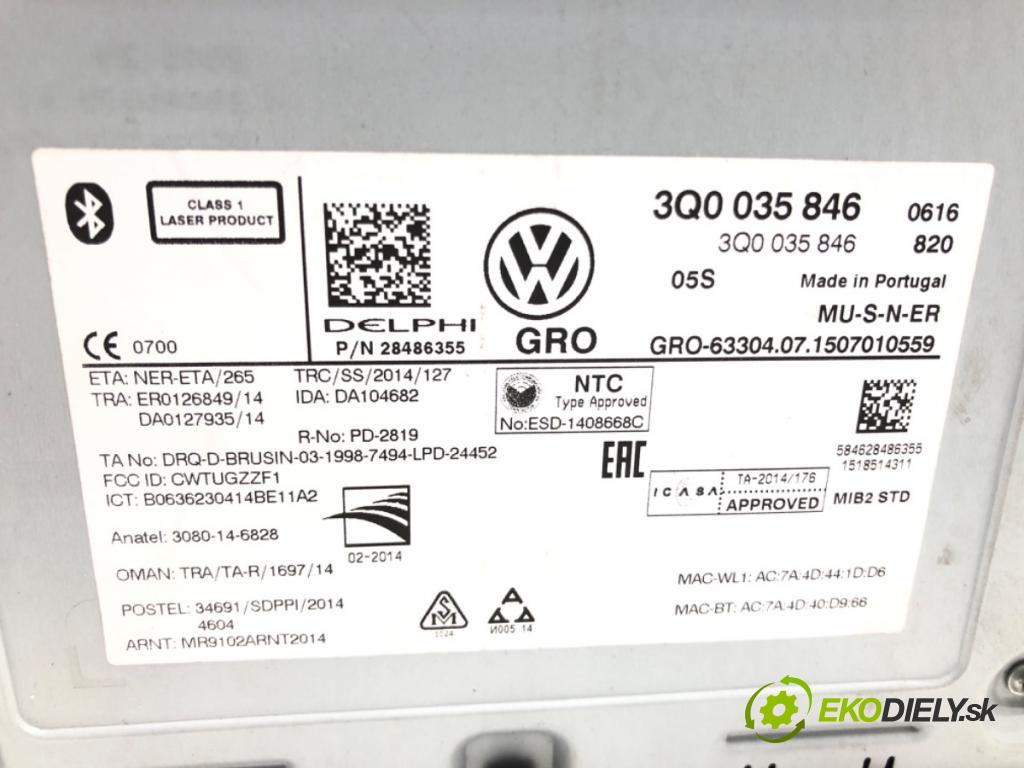 CLASS 1
LASER PRODUCT
3Q0 035 846 0616
3Q0 035 846 820
05S Made in Portugal
DELPHI
P/N 28486355
GRO
MU-S-N-ER
GRO-63304.07.1507010559
CE 0700
ETA: NER-ETA/265
TRC/SS/2014/127
TRA: ER0126849/14
IDA: DA104682
DA0127935/14
NTC
Type Approved
No:ESD-1408668C
R-No: PD-2819
TA No: DRQ-D-BRUSIN-03-1998-7494-LPD-24452
FCC ID: CWTUGZZF1
ICT: B0636230414BE11A2
EAC
584628486355
1518514311
ICASA
TA-2014/176
APPROVED
MIB2 STD
Anatel: 3080-14-6828
02-2014
OMAN: TRA/TA-R/1697/14
MAC-WL1: AC:7A:4D:44:1D:D6
POSTEL: 34691/SDPPI/2014
4604
MAC-BT: AC:7A:4D:40:D9:66
ARNT: MR9102ARNT2014
И005 14
EKODIELY.sk